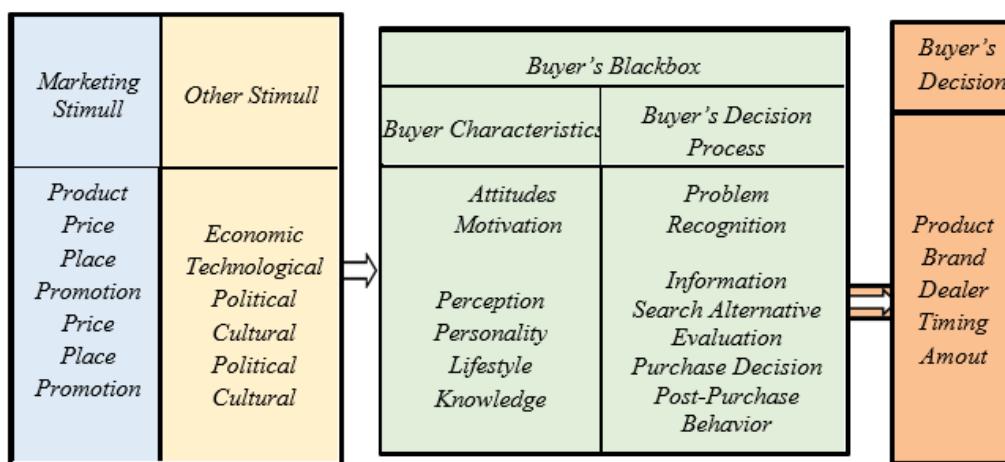 Marketing
Stimull
Other Stimull
Product
Price
Place
Promotion
Price
Place
Promotion
Economic
Technological
Political
Cultural
Political
Cultural
Buyer's Blackbox
Buyer Characteristics
Buyer's Decision
Process
Attitudes
Motivation
Perception
Personality
Lifestyle
Knowledge
Problem
Recognition
Information
Search Alternative
Evaluation
Purchase Decision
Post-Purchase
Behavior
Buyer's
Decision
Product
Brand
Dealer
Timing
Amout